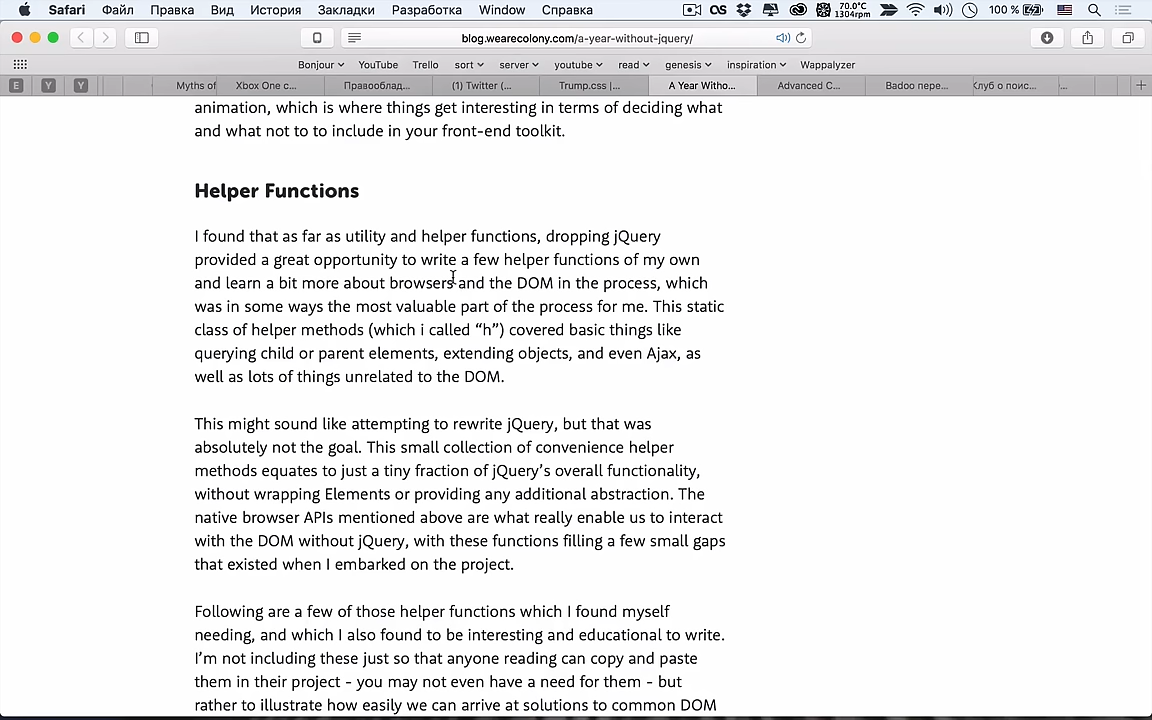 Safari Файл Правка Вид История Закладки Разработка Window Справка 70.0°C 1304rpm 100 %
blog.wearecolony.com/a-year-without-jquery/
Bonjour YouTube Trello sort server youtube read genesis inspiration Wappalyzer
E Y Y Myths of Xbox One c... Правооблад... (1) Twitter (... Trump.css |... A Year Witho... Advanced C... Badoo пере... Клуб о поис...
animation, which is where things get interesting in terms of deciding what
and what not to to include in your front-end toolkit.
Helper Functions
I found that as far as utility and helper functions, dropping jQuery
provided a great opportunity to write a few helper functions of my own
and learn a bit more about browsers and the DOM in the process, which
was in some ways the most valuable part of the process for me. This static
class of helper methods (which i called “h”) covered basic things like
querying child or parent elements, extending objects, and even Ajax, as
well as lots of things unrelated to the DOM.
This might sound like attempting to rewrite jQuery, but that was
absolutely not the goal. This small collection of convenience helper
methods equates to just a tiny fraction of jQuery’s overall functionality,
without wrapping Elements or providing any additional abstraction. The
native browser APIs mentioned above are what really enable us to interact
with the DOM without jQuery, with these functions filling a few small gaps
that existed when I embarked on the project.
Following are a few of those helper functions which I found myself
needing, and which I also found to be interesting and educational to write.
I’m not including these just so that anyone reading can copy and paste
them in their project - you may not even have a need for them - but
rather to illustrate how easily we can arrive at solutions to common DOM